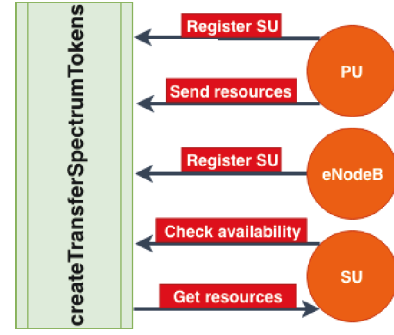 createTransferSpectrumTokens
Register SU
PU
Send resources
Register SU
eNodeB
Check availability
SU
Get resources